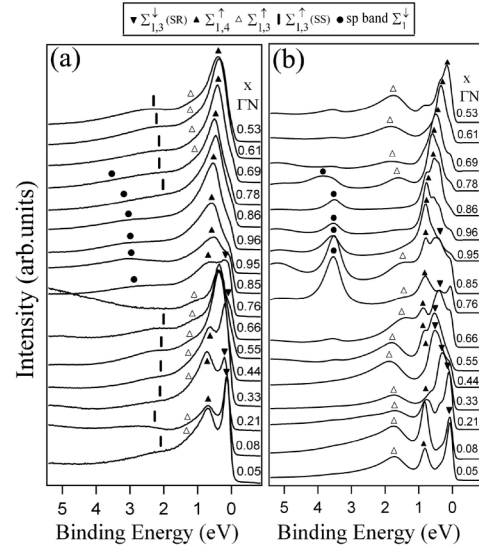 ▼ Σ↓1,3 (SR) ▲ Σ↑1,4 △ Σ↑1,3 ❙ Σ↑1,3 (SS) ● sp band Σ↓1
(a)
x
ΓN
0.53
0.61
0.69
0.78
0.86
0.96
0.95
0.85
0.76
0.66
0.55
0.44
0.33
0.21
0.08
0.05
(b)
x
ΓN
0.53
0.61
0.69
0.78
0.86
0.96
0.95
0.85
0.76
0.66
0.55
0.44
0.33
0.21
0.08
0.05
Intensity (arb.units)
5 4 3 2 1 0
5 4 3 2 1 0
Binding Energy (eV)
Binding Energy (eV)